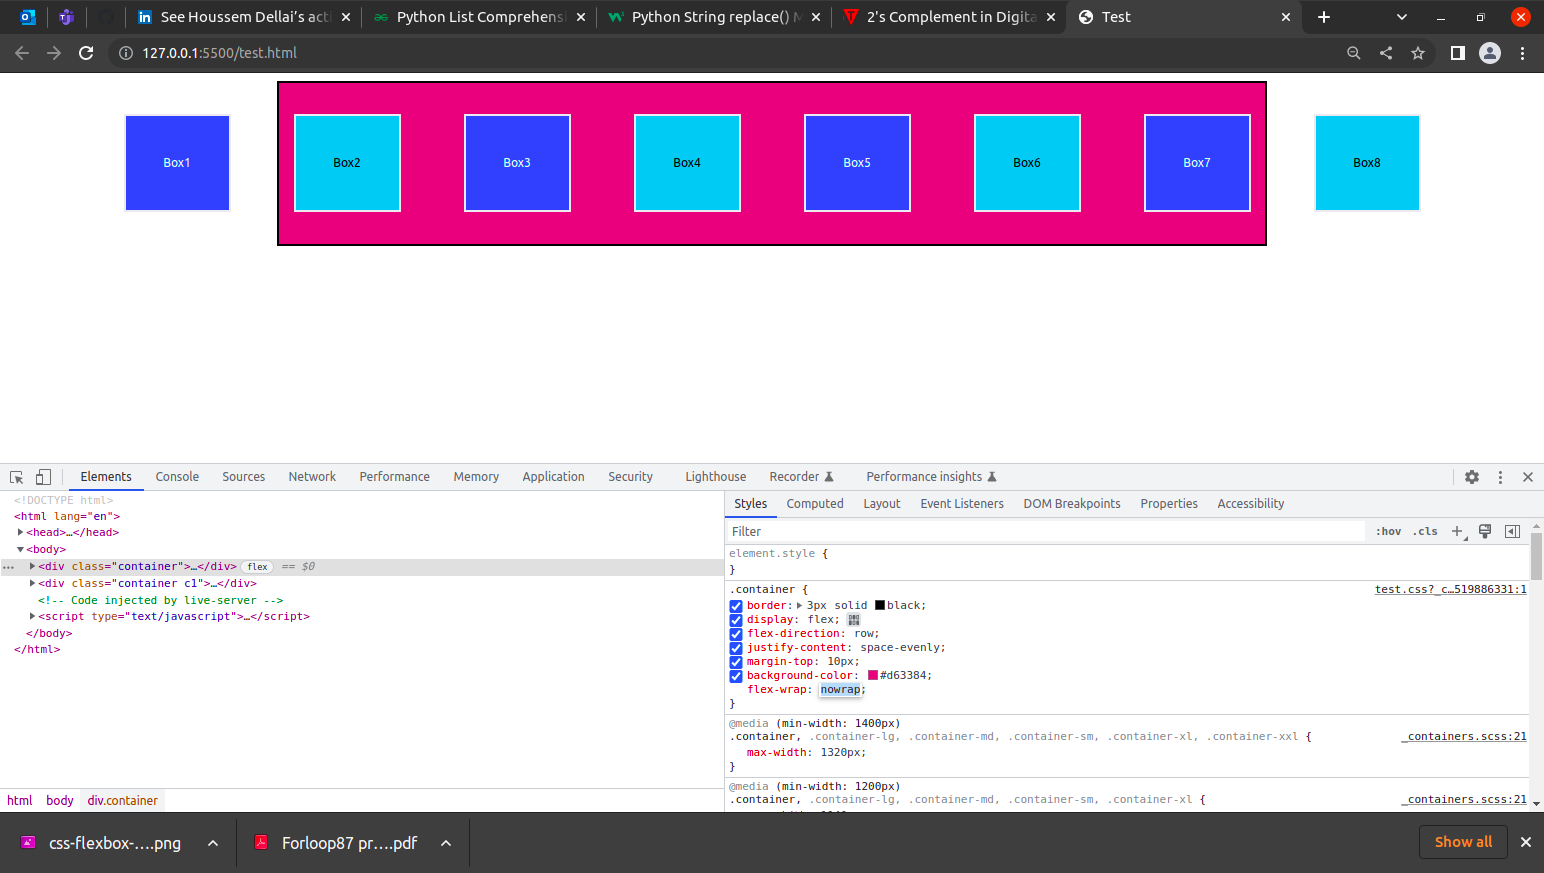 See Houssem Dellai's acti
Python List Comprehensi
Python String replace() M
2's Complement in Digita
Test
127.0.0.1:5500/test.html
Box1
Box2
Box3
Box4
Box5
Box6
Box7
Box8
Elements Console Sources Network Performance Memory Application Security Lighthouse Recorder Performance insights
<!DOCTYPE html>
<html lang="en">
<head>…</head>
<body>
<div class="container">…</div> flex == $0
<div class="container c1">…</div>
<!-- Code injected by live-server -->
<script type="text/javascript">…</script>
</body>
</html>
html body div.container
Styles Computed Layout Event Listeners DOM Breakpoints Properties Accessibility
Filter :hov .cls
element.style {
}
.container { test.css?_c…519886331:1
border: 3px solid black;
display: flex;
flex-direction: row;
justify-content: space-evenly;
margin-top: 10px;
background-color: #d63384;
flex-wrap: nowrap;
}
@media (min-width: 1400px)
.container, .container-lg, .container-md, .container-sm, .container-xl, .container-xxl { _containers.scss:21
max-width: 1320px;
}
@media (min-width: 1200px)
.container, .container-lg, .container-md, .container-sm, .container-xl { _containers.scss:21
css-flexbox-….png
Forloop87 pr….pdf
Show all